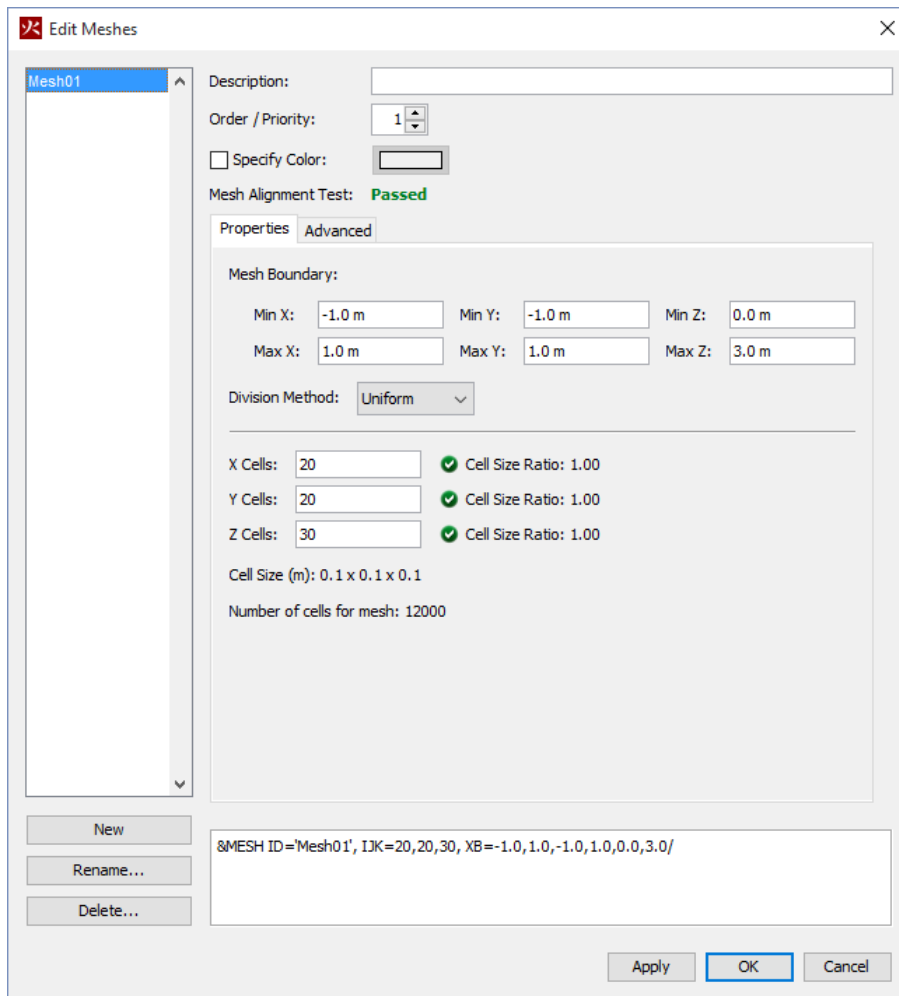 火 Edit Meshes
Mesh01
Description:
Order / Priority: 1
Specify Color:
Mesh Alignment Test: Passed
Properties Advanced
Mesh Boundary:
Min X: -1.0 m Min Y: -1.0 m Min Z: 0.0 m
Max X: 1.0 m Max Y: 1.0 m Max Z: 3.0 m
Division Method: Uniform
X Cells: 20 Cell Size Ratio: 1.00
Y Cells: 20 Cell Size Ratio: 1.00
Z Cells: 30 Cell Size Ratio: 1.00
Cell Size (m): 0.1 x 0.1 x 0.1
Number of cells for mesh: 12000
New
Rename...
Delete...
&MESH ID='Mesh01', IJK=20,20,30, XB=-1.0,1.0,-1.0,1.0,0.0,3.0/
Apply OK Cancel